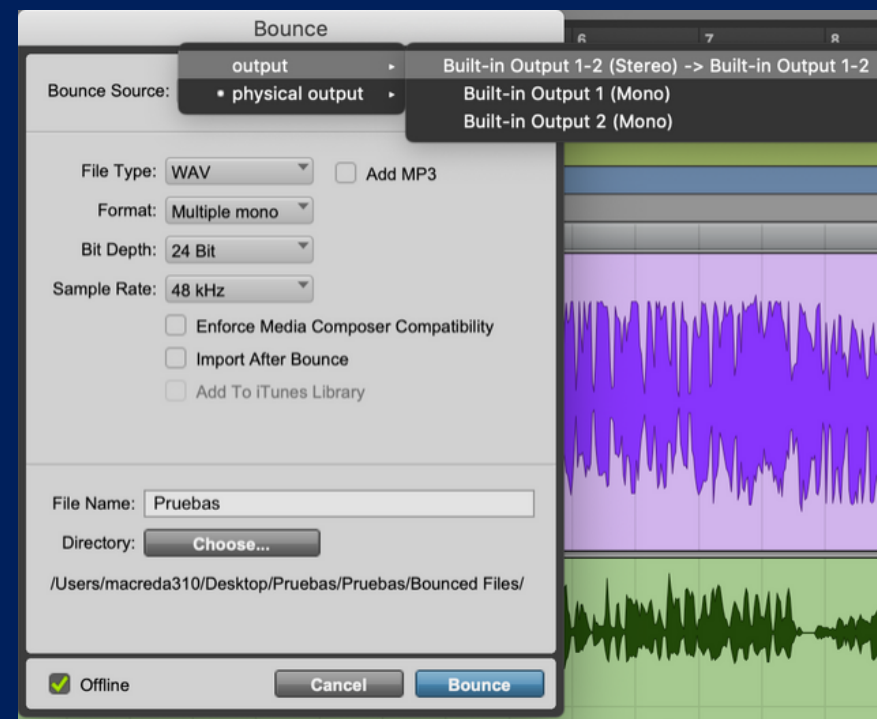 Bounce
6 7 8
output Built-in Output 1-2 (Stereo) -> Built-in Output 1-2
Bounce Source: • physical output Built-in Output 1 (Mono)
Built-in Output 2 (Mono)
File Type: WAV Add MP3
Format: Multiple mono
Bit Depth: 24 Bit
Sample Rate: 48 kHz
Enforce Media Composer Compatibility
Import After Bounce
Add To iTunes Library
File Name: Pruebas
Directory: Choose...
/Users/macreda310/Desktop/Pruebas/Pruebas/Bounced Files/
Offline Cancel Bounce